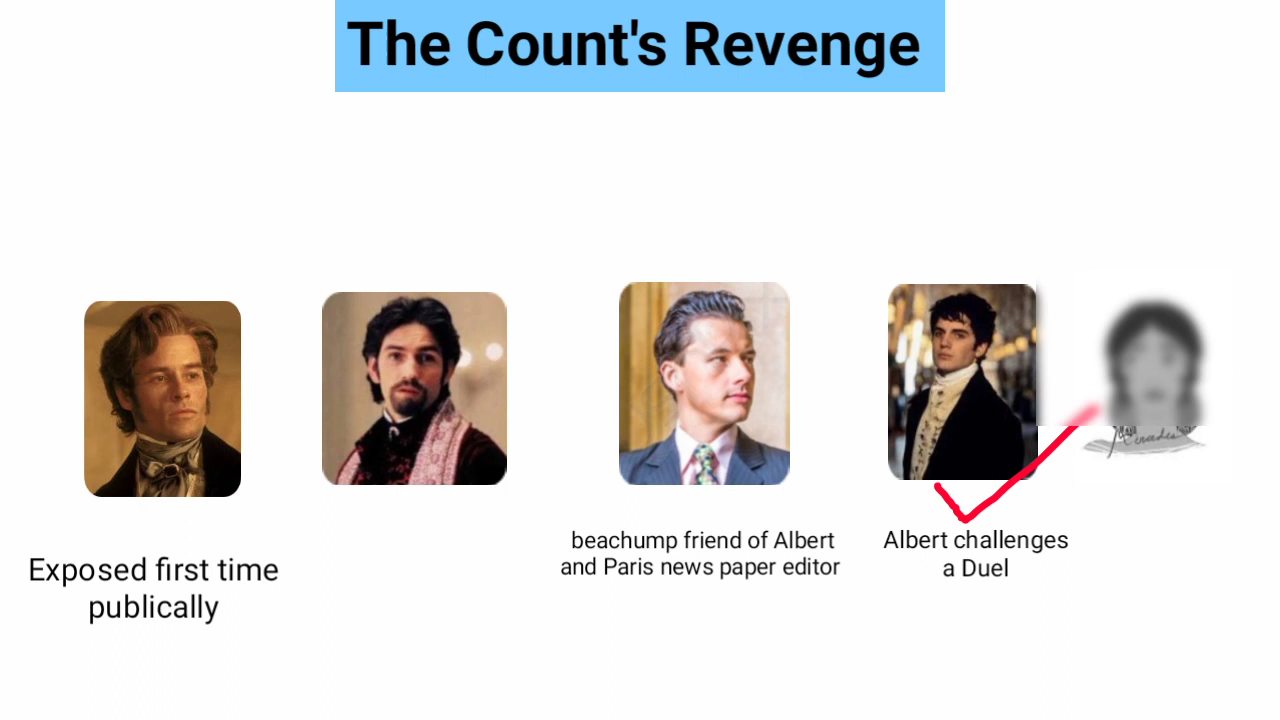 The Count's Revenge
Mercedes
Exposed first time
publically
beachump friend of Albert
and Paris news paper editor
Albert challenges
a Duel